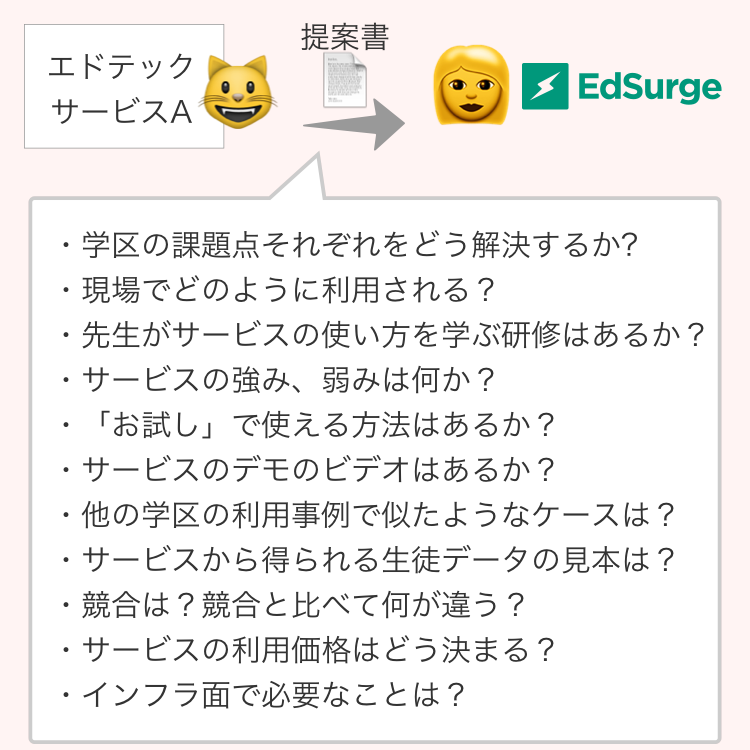 提案書
エドテック
サービスA
EdSurge
・学区の課題点それぞれをどう解決するか?
・現場でどのように利用される？
・先生がサービスの使い方を学ぶ研修はあるか？
・サービスの強み、弱みは何か？
・「お試し」で使える方法はあるか？
・サービスのデモのビデオはあるか？
・他の学区の利用事例で似たようなケースは？
・サービスから得られる生徒データの見本は？
・競合は？競合と比べて何が違う？
・サービスの利用価格はどう決まる？
・インフラ面で必要なことは？